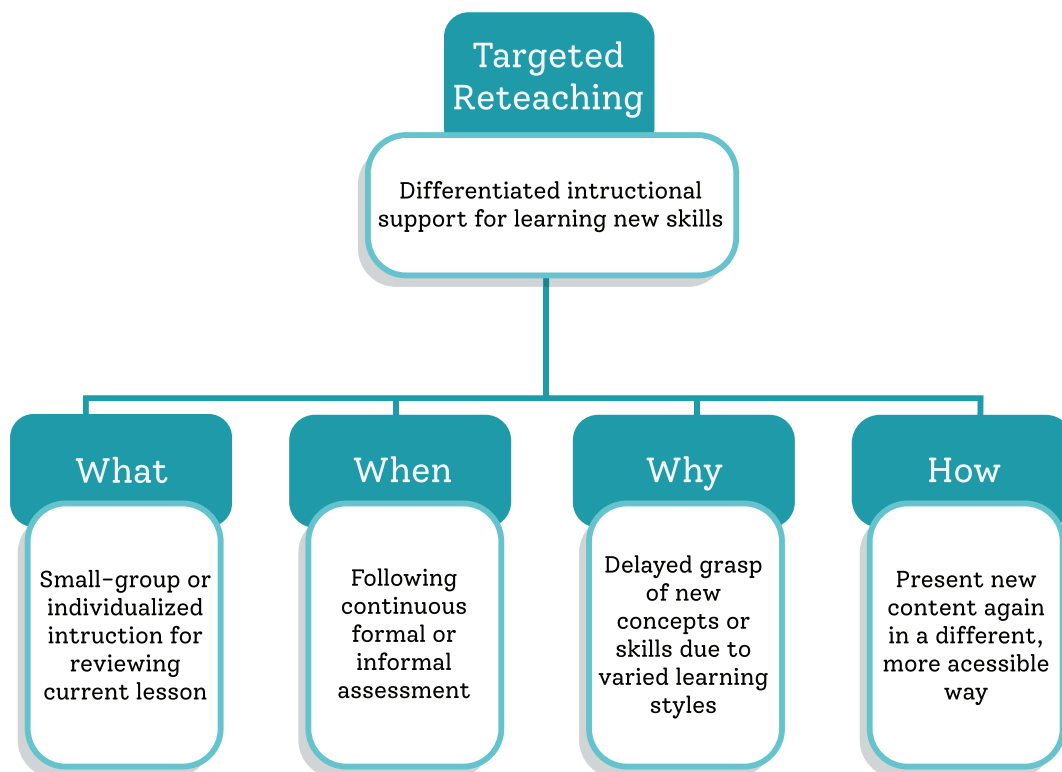 Targeted
Reteaching
Differentiated intructional
support for learning new skills
What
Small-group or
individualized
intruction for
reviewing
current lesson
When
Following
continuous
formal or
informal
assessment
Why
Delayed grasp
of new
concepts or
skills due to
varied learning
styles
How
Present new
content again
in a different,
more acessible
way